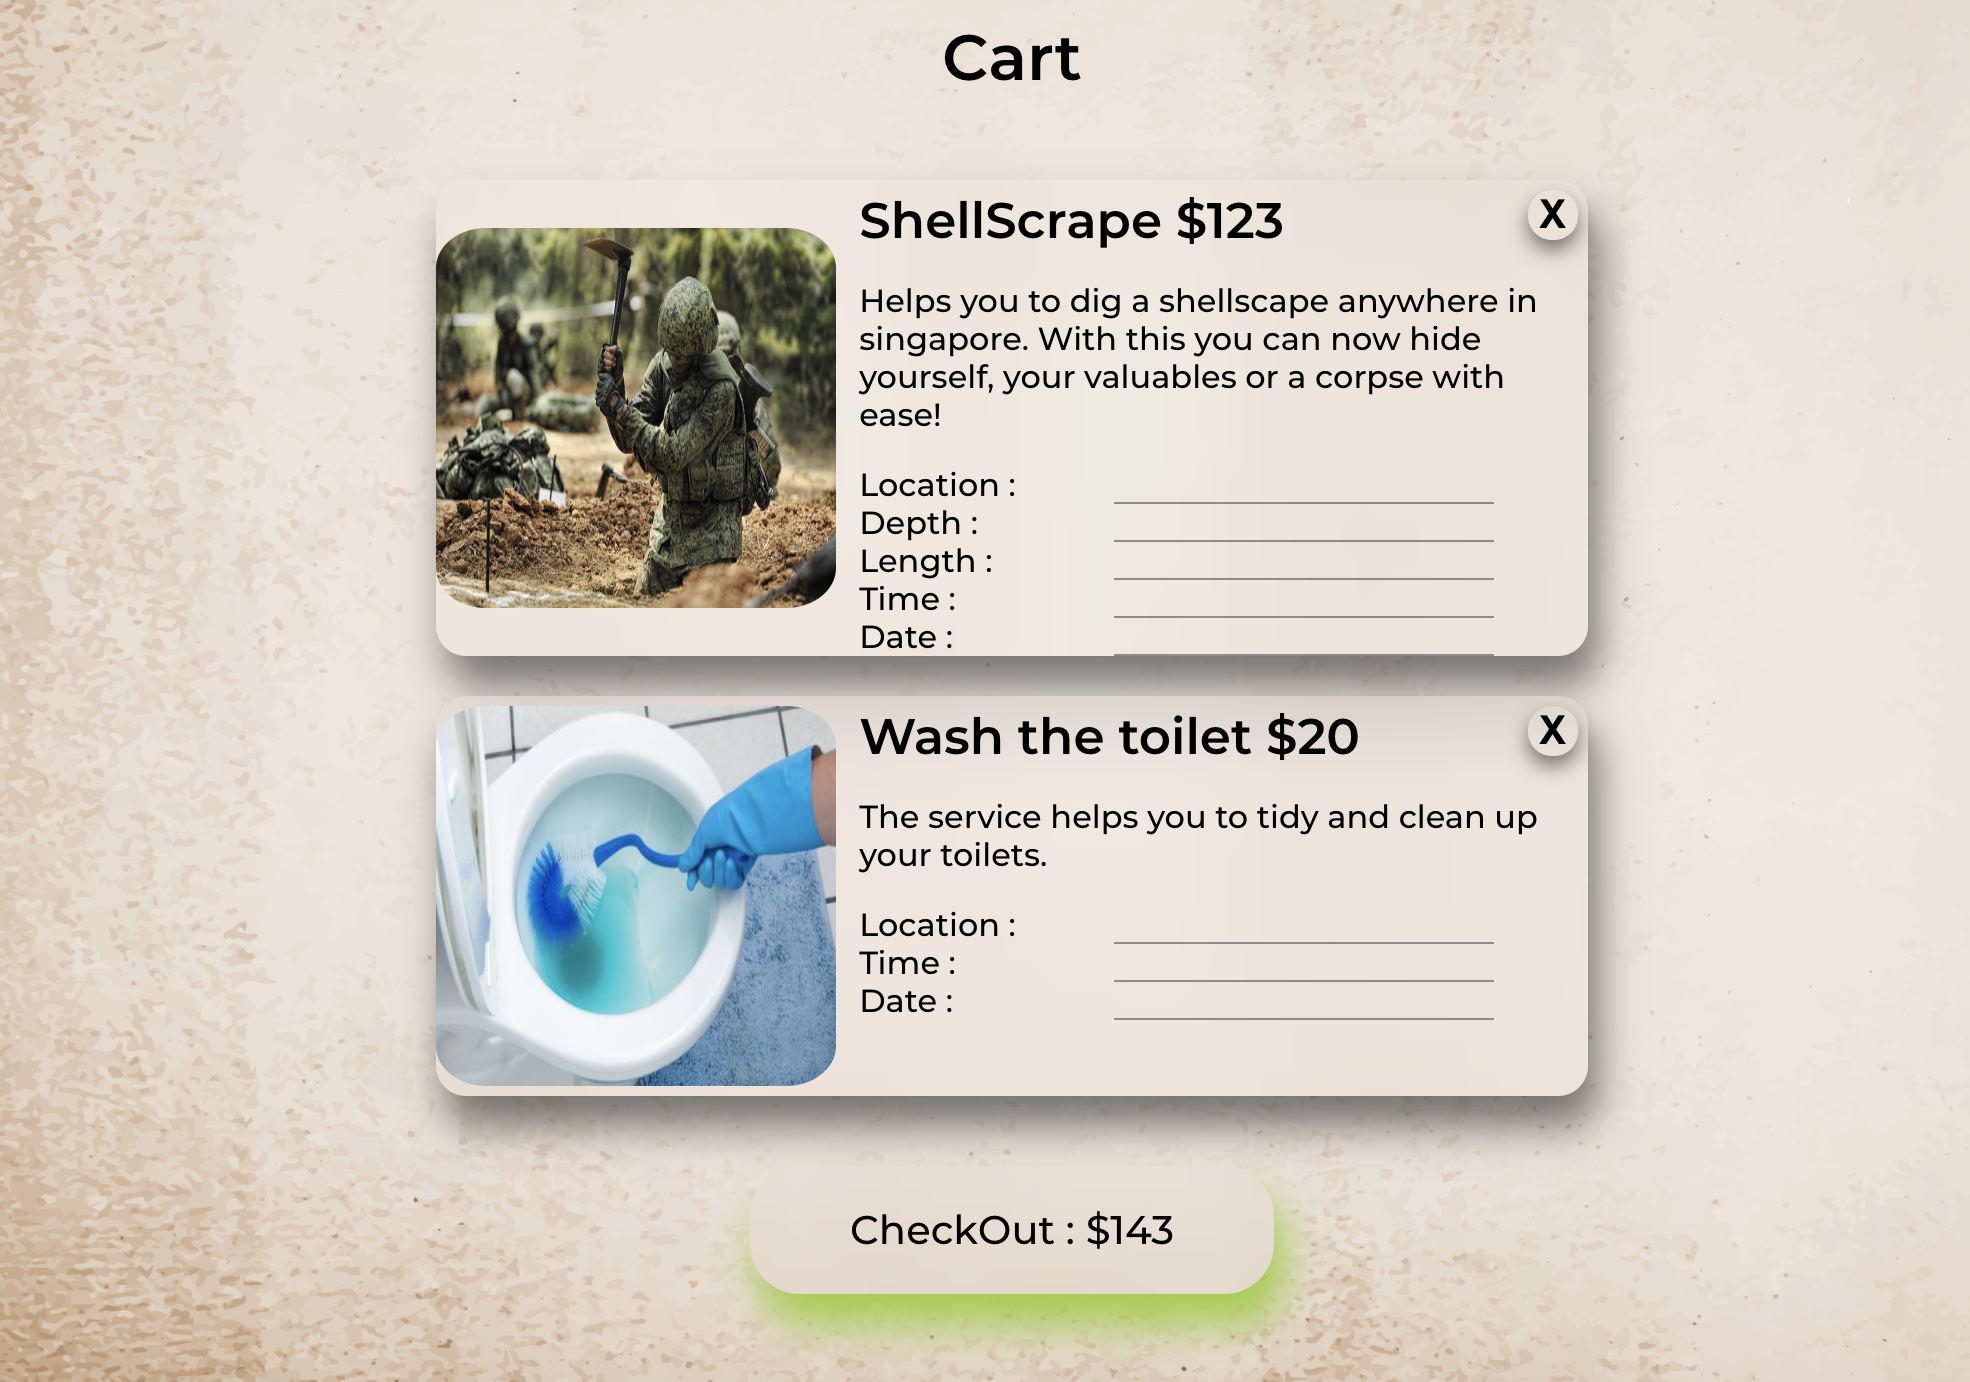 Cart
ShellScrape $123
X
Helps you to dig a shellscape anywhere in
singapore. With this you can now hide
yourself, your valuables or a corpse with
ease!
Location :
Depth :
Length :
Time :
Date :
Wash the toilet $20
X
The service helps you to tidy and clean up
your toilets.
Location :
Time :
Date :
CheckOut : $143